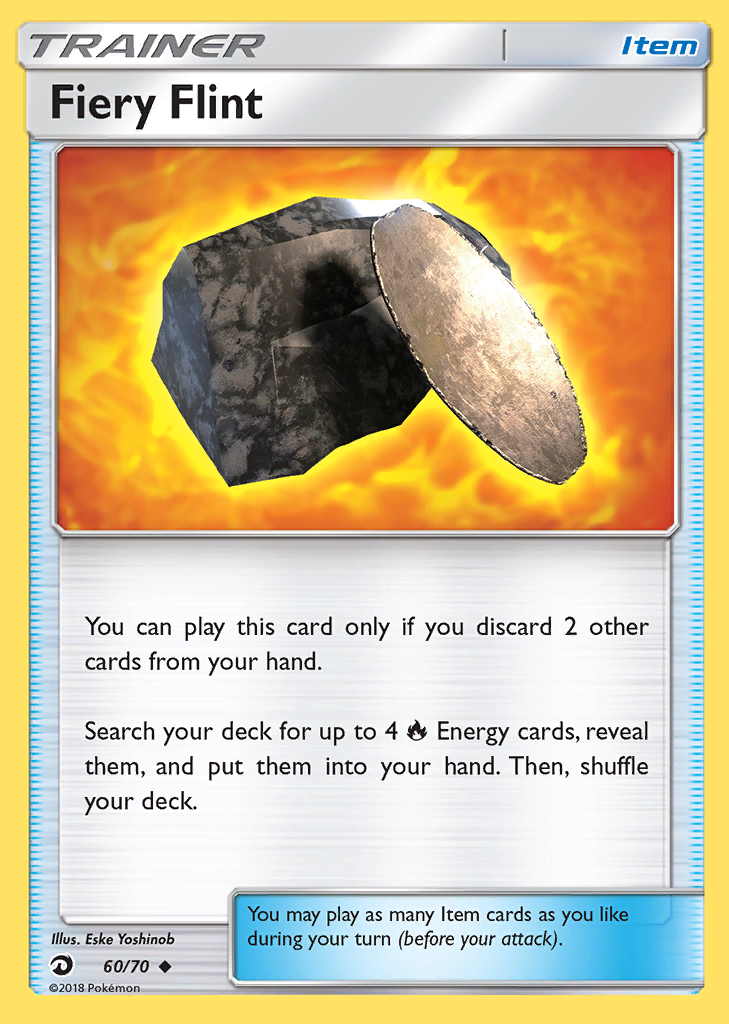 TRAINER
Item
Fiery Flint
You can play this card only if you discard 2 other
cards from your hand.
Search your deck for up to 4 Energy cards, reveal
them, and put them into your hand. Then, shuffle
your deck.
You may play as many Item cards as you like
during your turn (before your attack).
Illus. Eske Yoshinob
60/70
©2018 Pokémon